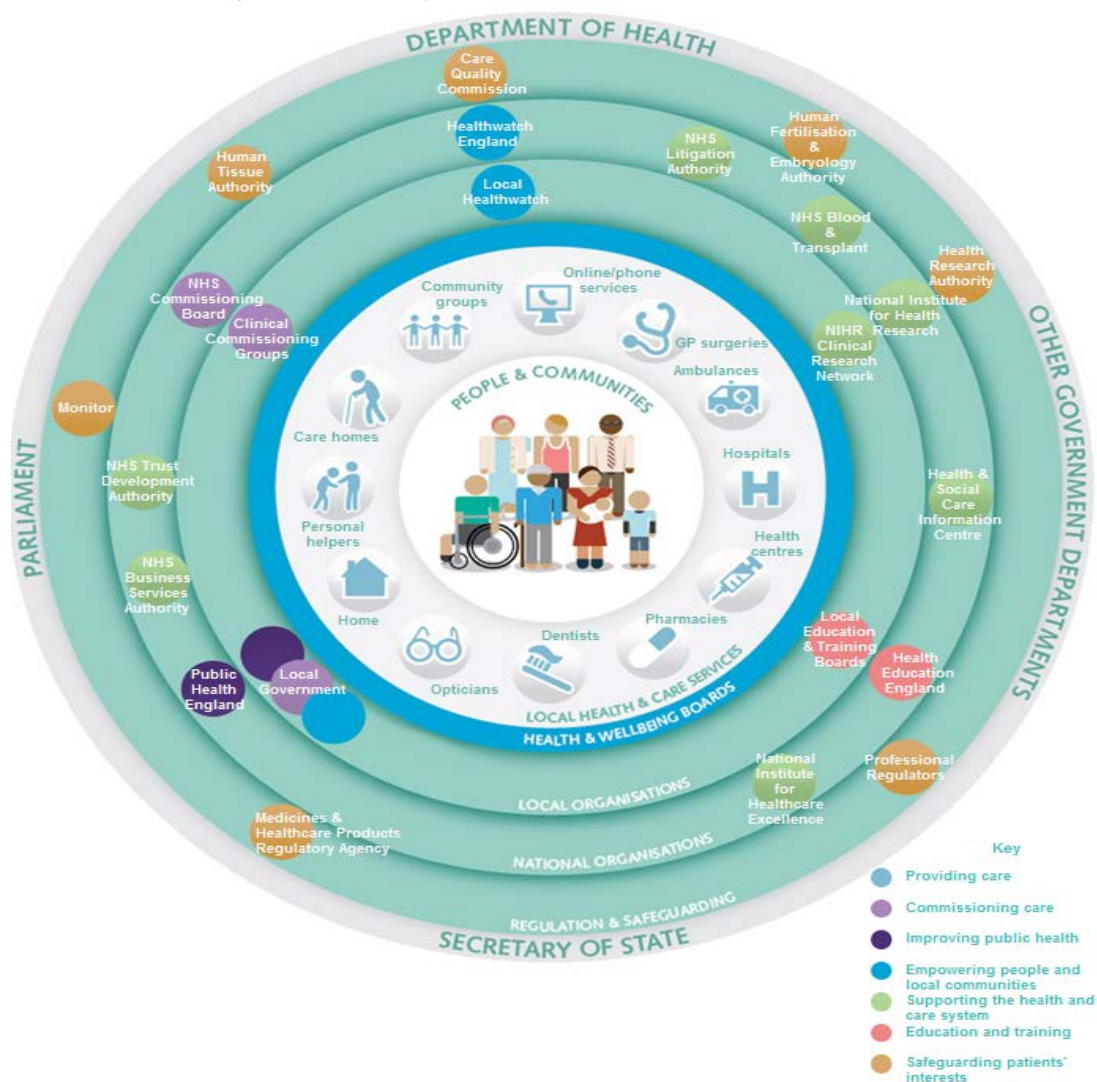 DEPARTMENT OF HEALTH
Care
Quality
Commission
Healthwatch
England
Local
Healthwatch
NHS
Litigation
Authority
Human
Fertilisation
&
Embryology
Authority
Human
Tissue
Authority
NHS Blood
&
Transplant
Health
Research
Authority
National Institute
for Health
Research
NIHR
Clinical
Research
Network
NHS
Commissioning
Board
Clinical
Commissioning
Groups
Monitor
PARLIAMENT
OTHER GOVERNMENT DEPARTMENTS
Online/phone
services
Community
groups
GP surgeries
Ambulances
PEOPLE & COMMUNITIES
Care homes
Hospitals
Personal
helpers
Health
centres
Home
Pharmacies
Dentists
Opticians
LOCAL HEALTH & CARE SERVICES
HEALTH & WELLBEING BOARDS
NHS Trust
Development
Authority
Health &
Social
Care
Information
Centre
NHS
Business
Services
Authority
Local
Education
& Training
Boards
Health
Education
England
Public
Health
England
Local
Government
Professional
Regulators
National
Institute
for
Healthcare
Excellence
Medicines &
Healthcare Products
Regulatory Agency
LOCAL ORGANISATIONS
NATIONAL ORGANISATIONS
REGULATION & SAFEGUARDING
SECRETARY OF STATE
Key
Providing care
Commissioning care
Improving public health
Empowering people and
local communities
Supporting the health and
care system
Education and training
Safeguarding patients'
interests